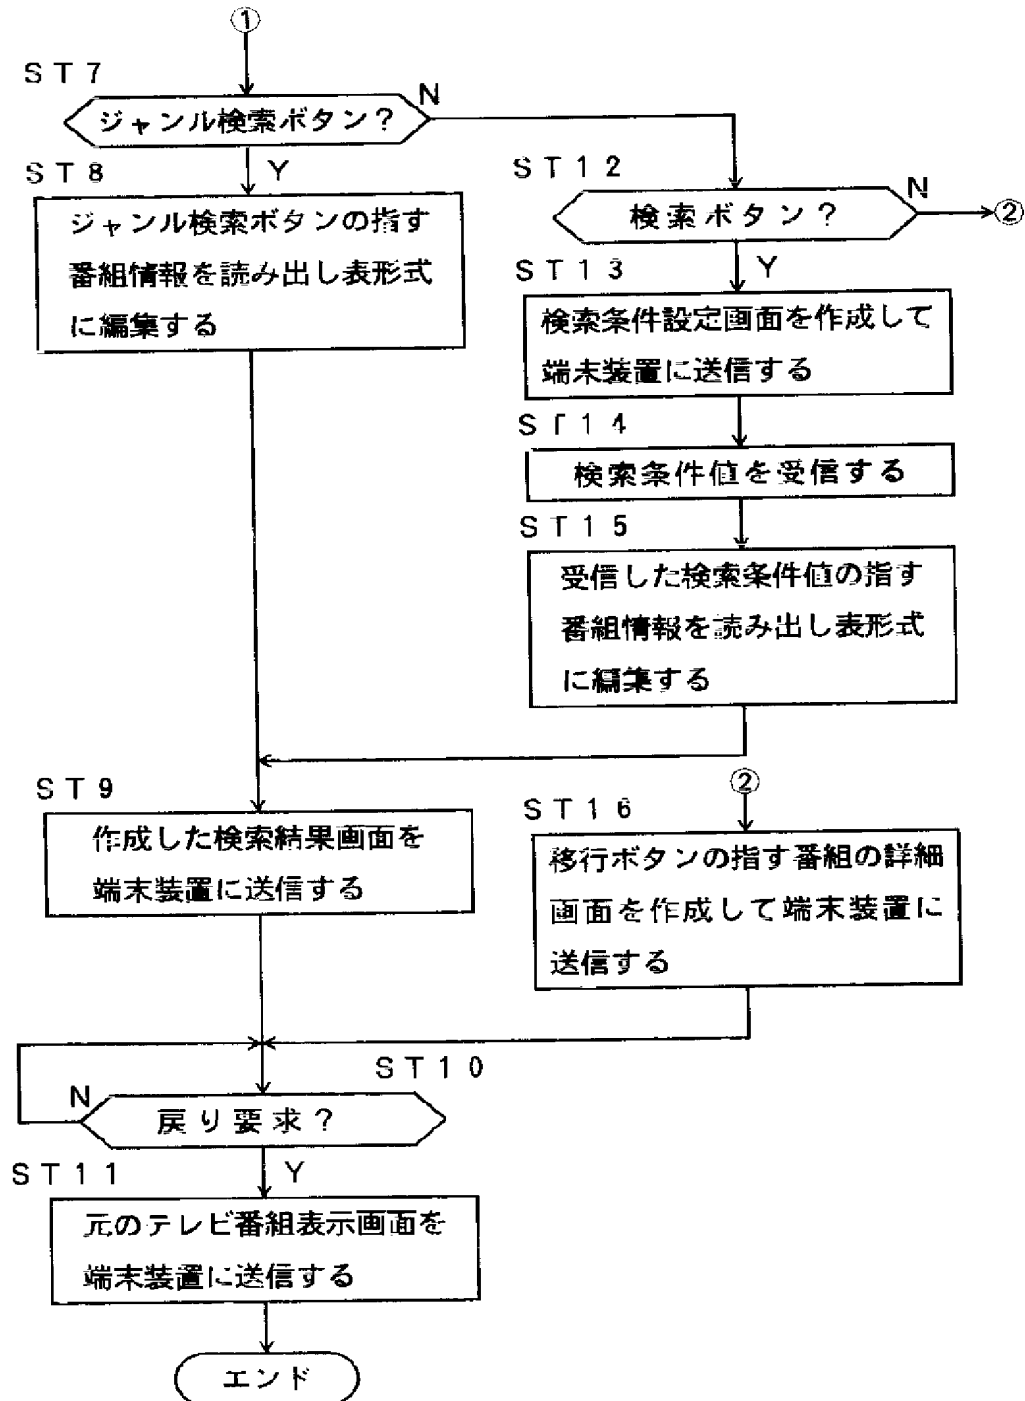 ①
ST7
ジャンル検索ボタン?
N
Y
ST8
ジャンル検索ボタンの指す
番組情報を読み出し表形式
に編集する
ST12
検索ボタン?
N
②
Y
ST13
検索条件設定画面を作成して
端末装置に送信する
ST14
検索条件値を受信する
ST15
受信した検索条件値の指す
番組情報を読み出し表形式
に編集する
ST9
作成した検索結果画面を
端末装置に送信する
②
ST16
移行ボタンの指す番組の詳細
画面を作成して端末装置に
送信する
ST10
N
戻り要求?
Y
ST11
元のテレビ番組表示画面を
端末装置に送信する
エンド